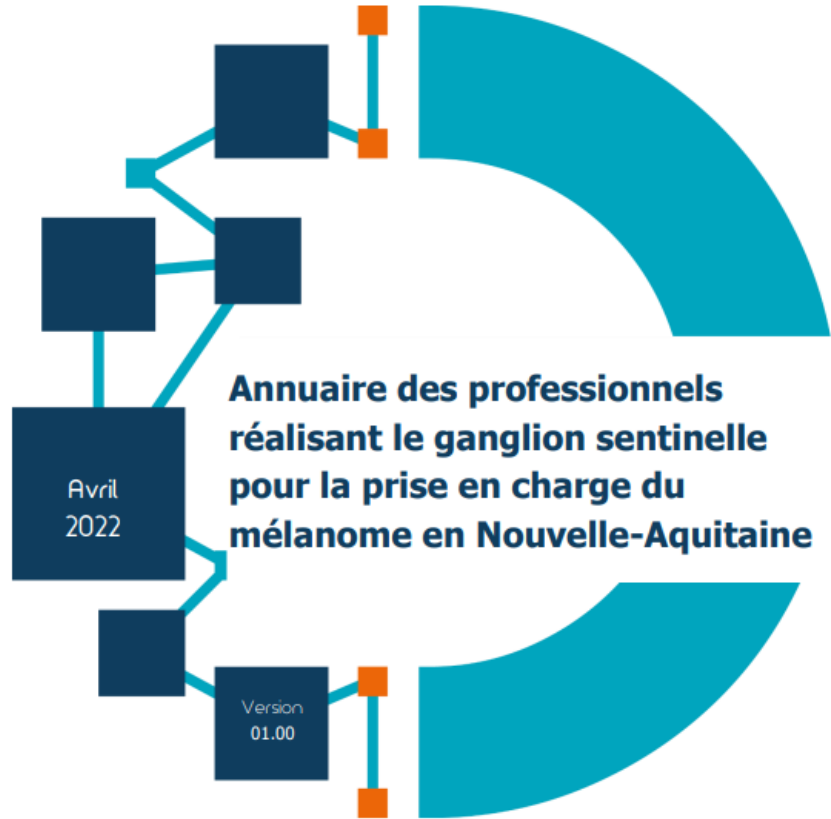 Annuaire des professionnels
réalisant le ganglion sentinelle
pour la prise en charge du
mélanome en Nouvelle-Aquitaine
Avril
2022
Version
01.00